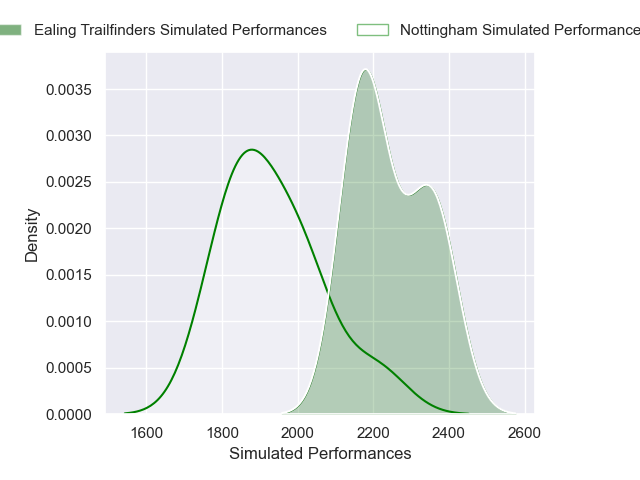 Ealing Trailfinders Simulated Performances
Nottingham Simulated Performance
0.0035
0.0030
0.0025
0.0020
0.0015
0.0010
0.0005
0.0000
Density
1600 1800 2000 2200 2400 2600
Simulated Performances